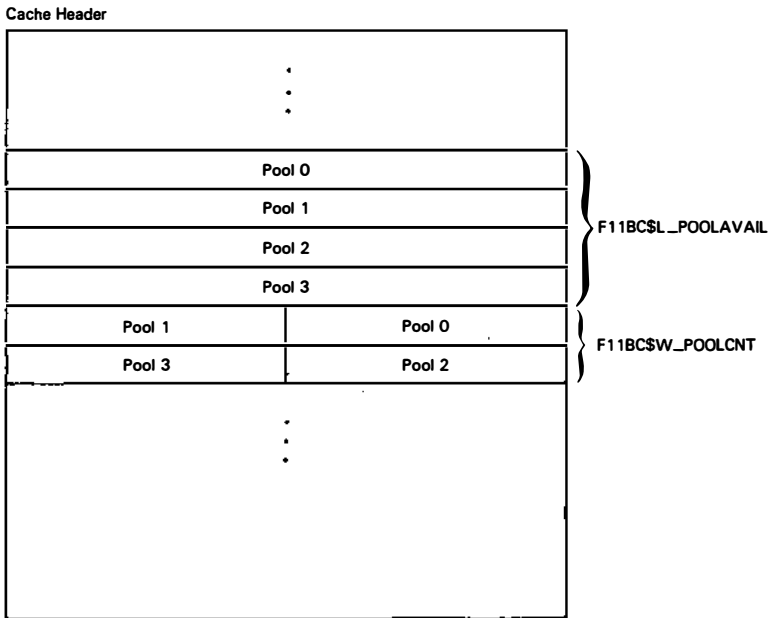 Cache Header
Pool 0
Pool 1
Pool 2
Pool 3
F11BC$L_POOLAVAIL
Pool 1 Pool 0
Pool 3 Pool 2
F11BC$W_POOLCNT